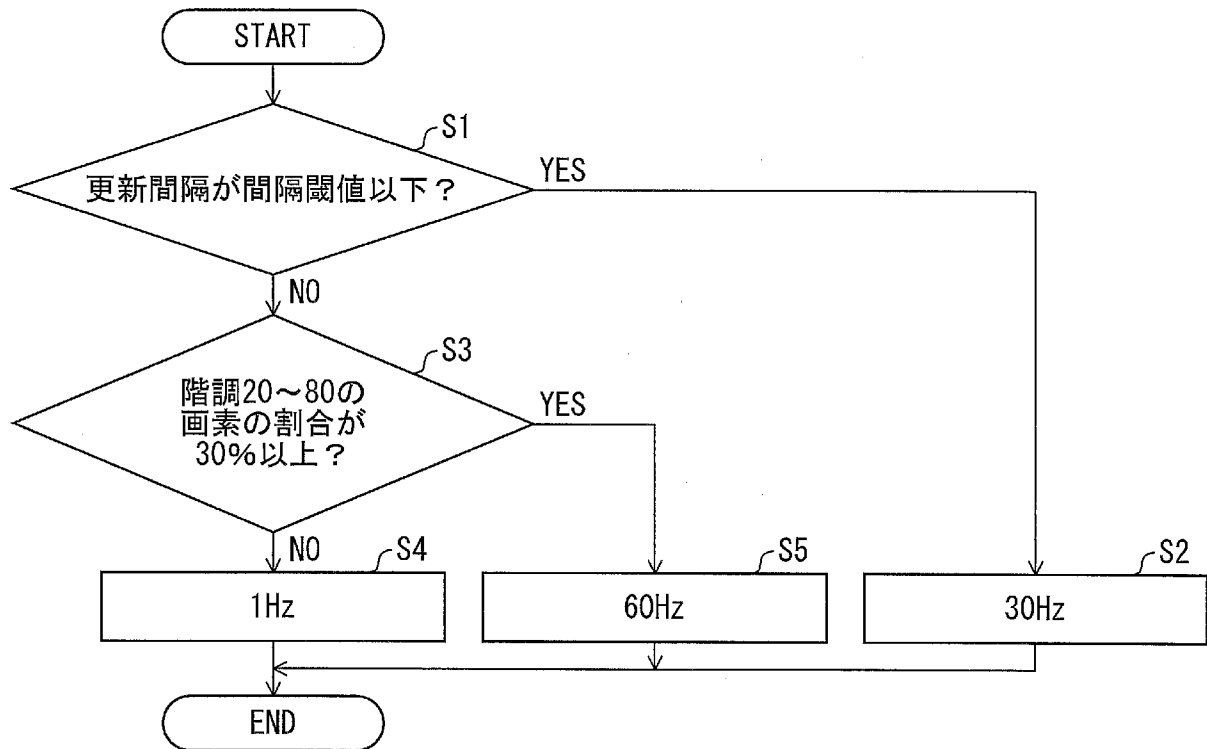 START
S1
更新間隔が間隔閾値以下？
YES
NO
S3
階調20～80の
画素の割合が
30%以上？
YES
NO
S4
1Hz
S5
60Hz
S2
30Hz
END